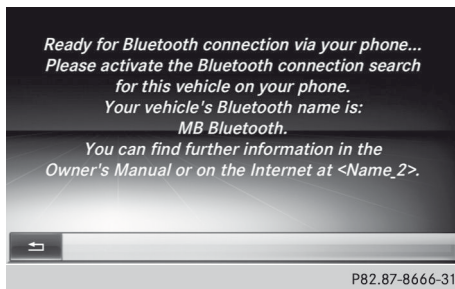 Ready for Bluetooth connection via your phone...
Please activate the Bluetooth connection search
for this vehicle on your phone.
Your vehicle's Bluetooth name is:
MB Bluetooth.
You can find further information in the
Owner's Manual or on the Internet at <Name_2>.
P82.87-8666-31